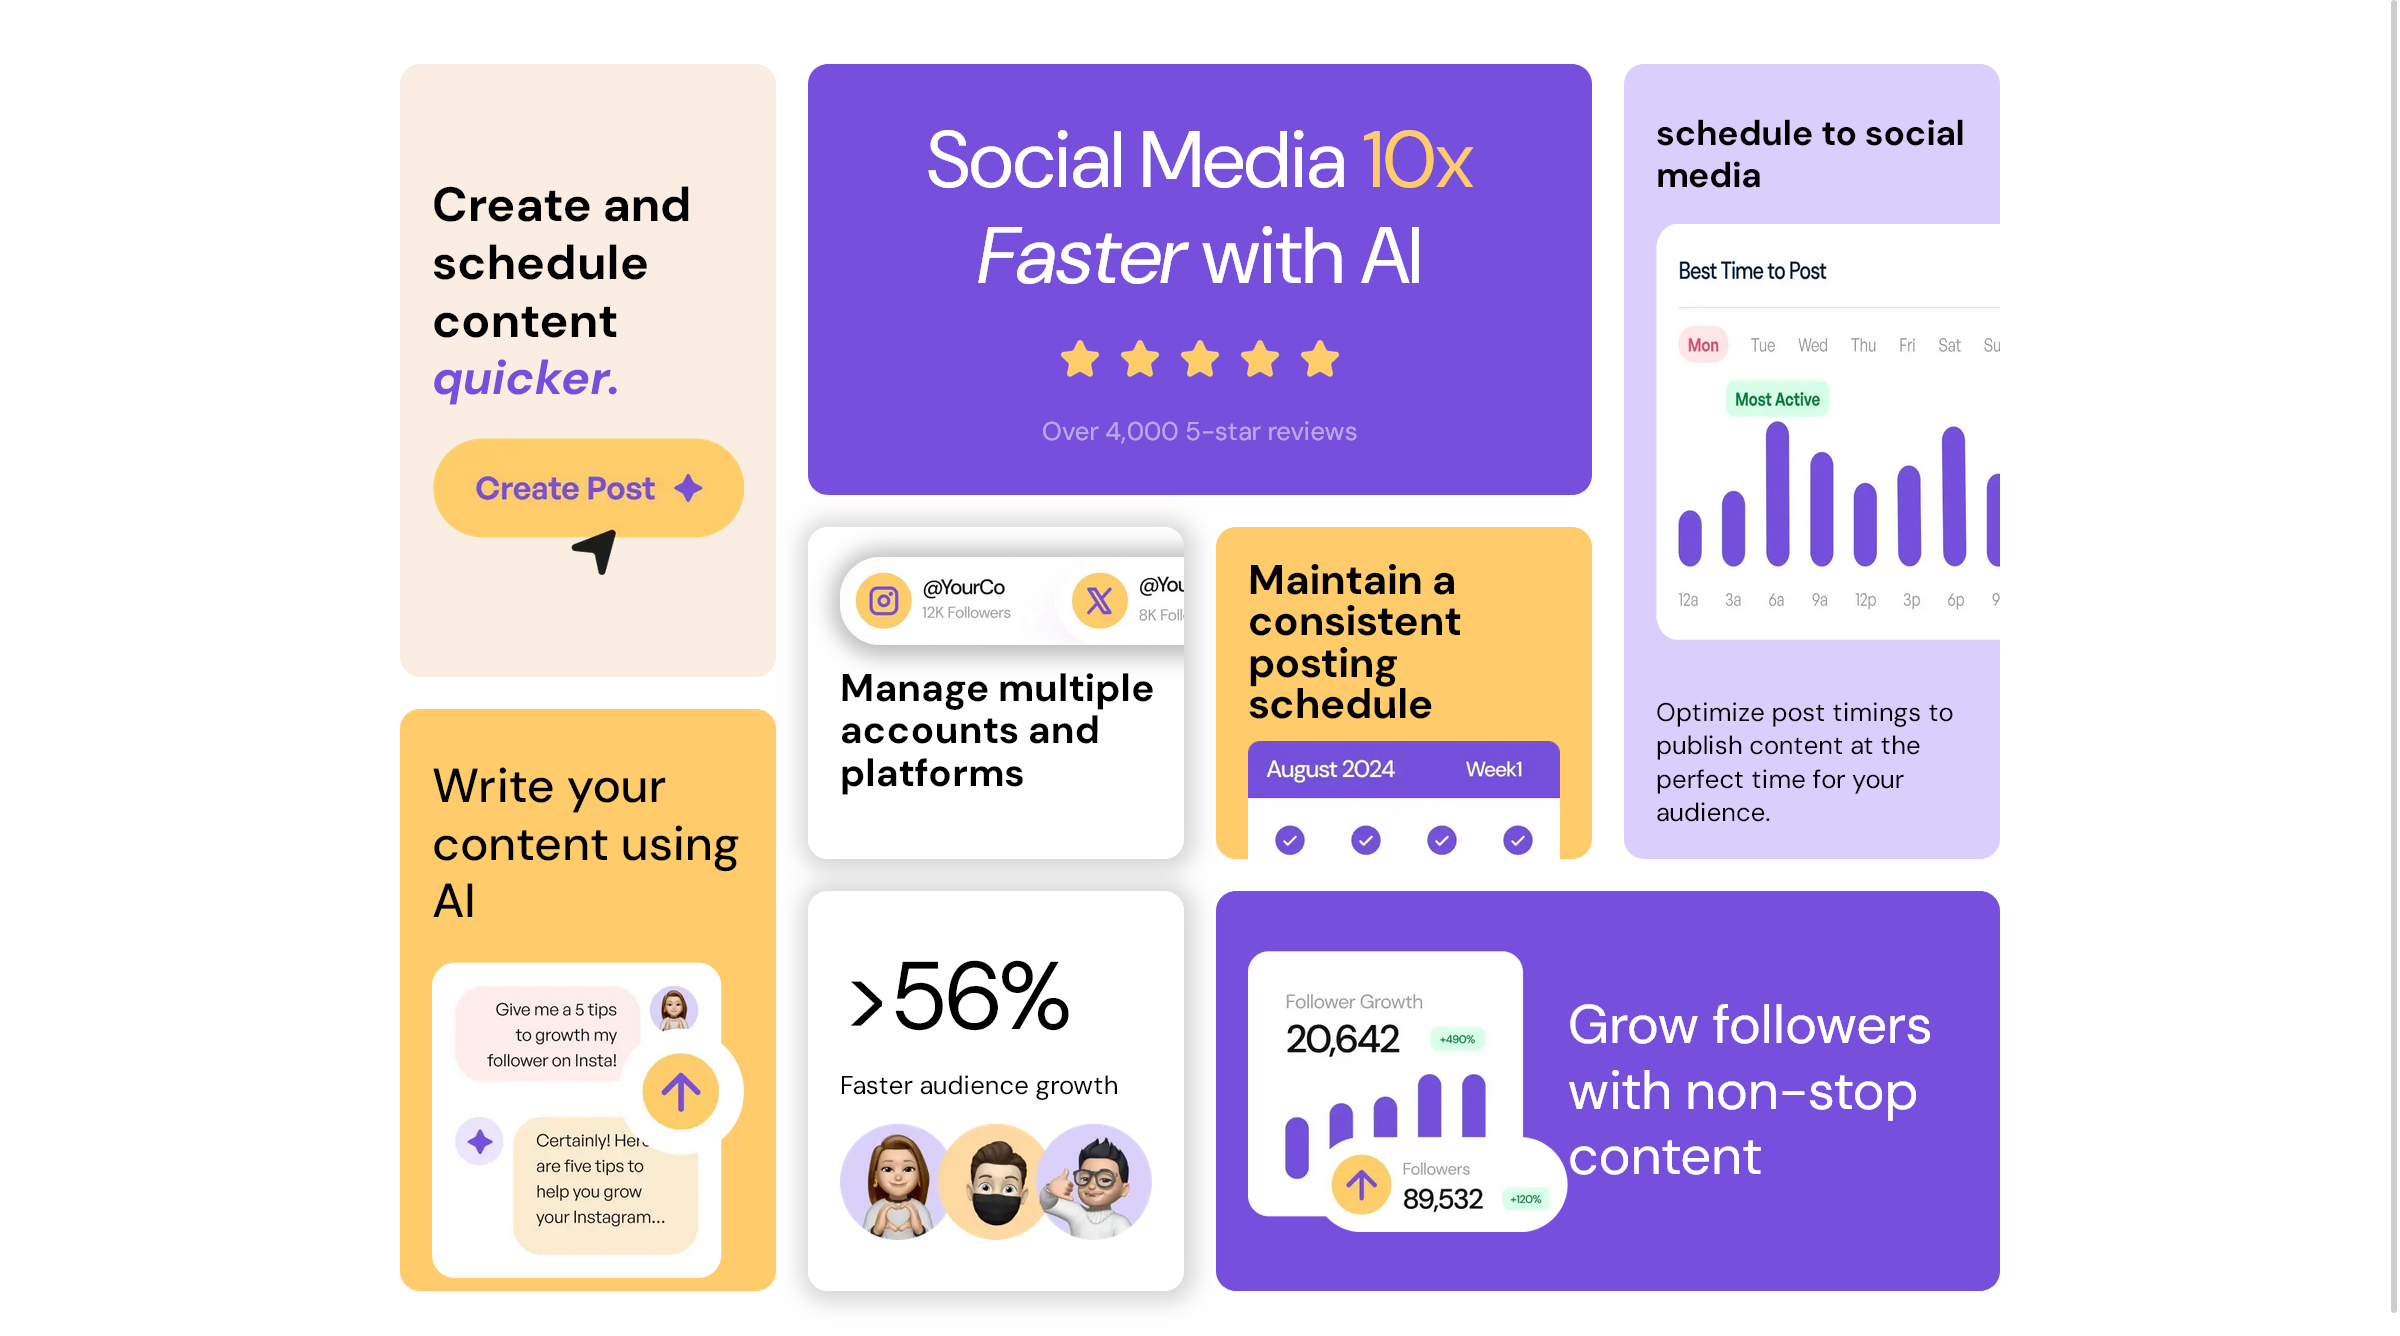 Create and
schedule
content
quicker.
Create Post
Social Media 10x
Faster with AI
Over 4,000 5-star reviews
schedule to social
media
Best Time to Post
Mon Tue Wed Thu Fri Sat Su
Most Active
12a 3a 6a 9a 12p 3p 6p 9
Optimize post timings to
publish content at the
perfect time for your
audience.
@YourCo
12K Followers
@You
8K Foll
Manage multiple
accounts and
platforms
Maintain a
consistent
posting
schedule
August 2024 Week1
Write your
content using
AI
Give me a 5 tips
to growth my
follower on Insta!
Certainly! Here
are five tips to
help you grow
your Instagram...
>56%
Faster audience growth
Follower Growth
20,642 +490%
Followers
89,532 +120%
Grow followers
with non-stop
content